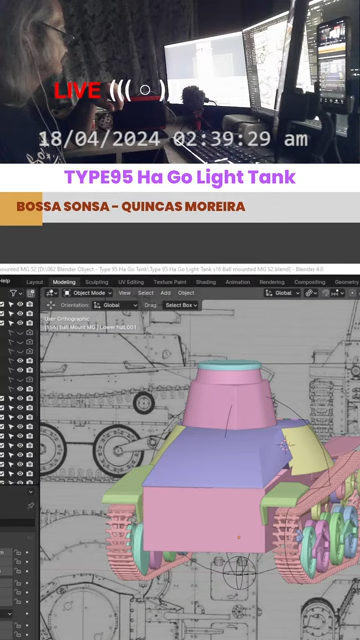 LIVE ((( ○ )))
18/04/2024 02:39:29 am
TYPE95 Ha Go Light Tank
BOSSA SONSA - QUINCAS MOREIRA
Help Layout Modeling Sculpting UV Editing Texture Paint Shading Animation Rendering Compositing Geometry
Object Mode View Select Add Object Global
Orientation: Global Drag: Select Box
User Orthographic